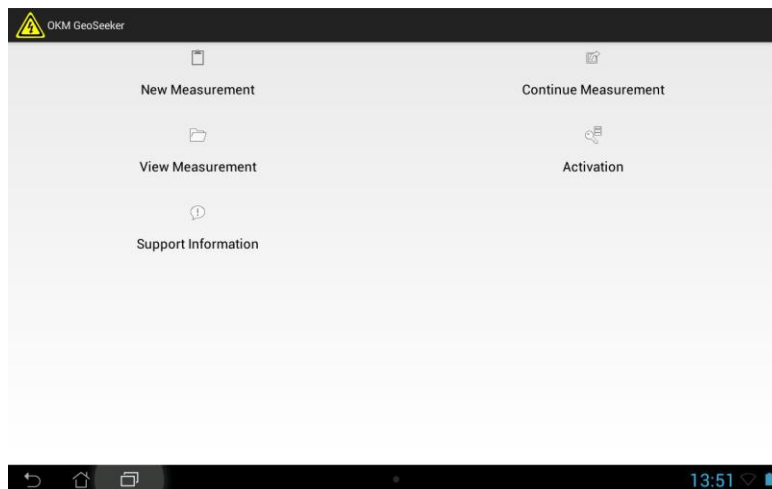 OKM GeoSeeker
New Measurement
Continue Measurement
View Measurement
Activation
Support Information
13:51